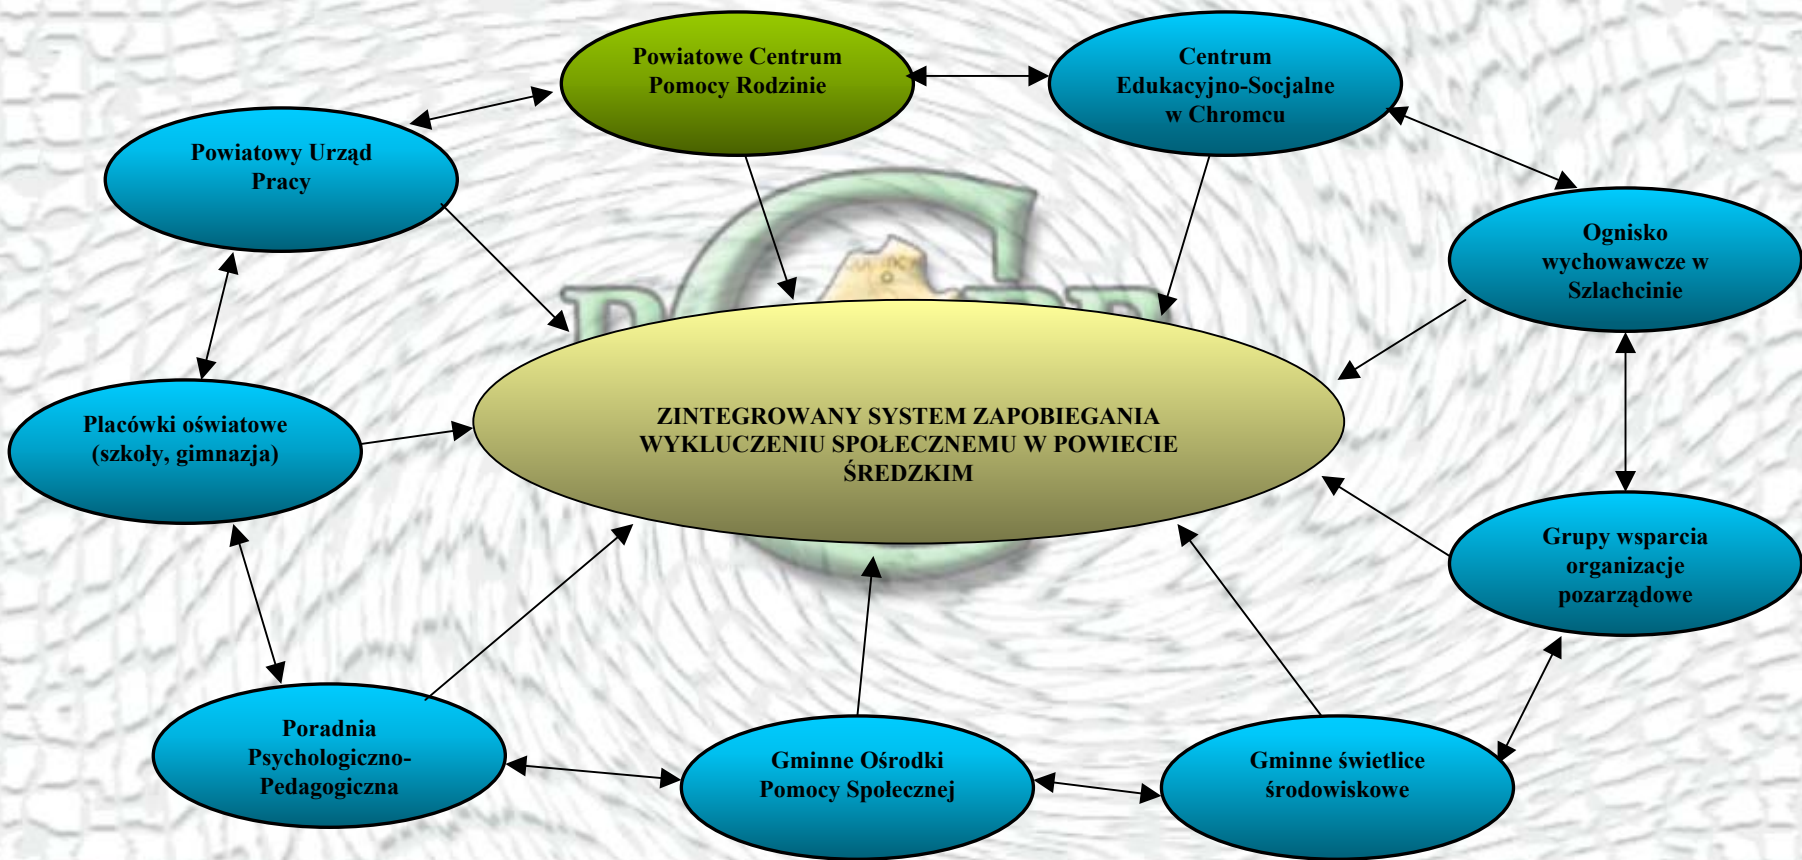 Powiatowe Centrum
Pomocy Rodzinie
Centrum
Edukacyjno-Socjalne
w Chromcu
Powiatowy Urząd
Pracy
Ognisko
wychowawcze w
Szlachcinie
ZINTEGROWANY SYSTEM ZAPOBIEGANIA
WYKLUCZENIU SPOŁECZNEMU W POWIECIE
ŚREDZKIM
Placówki oświatowe
(szkoły, gimnazja)
Grupy wsparcia
organizacje
pozarządowe
Poradnia
Psychologiczno-
Pedagogiczna
Gminne Ośrodki
Pomocy Społecznej
Gminne świetlice
środowiskowe